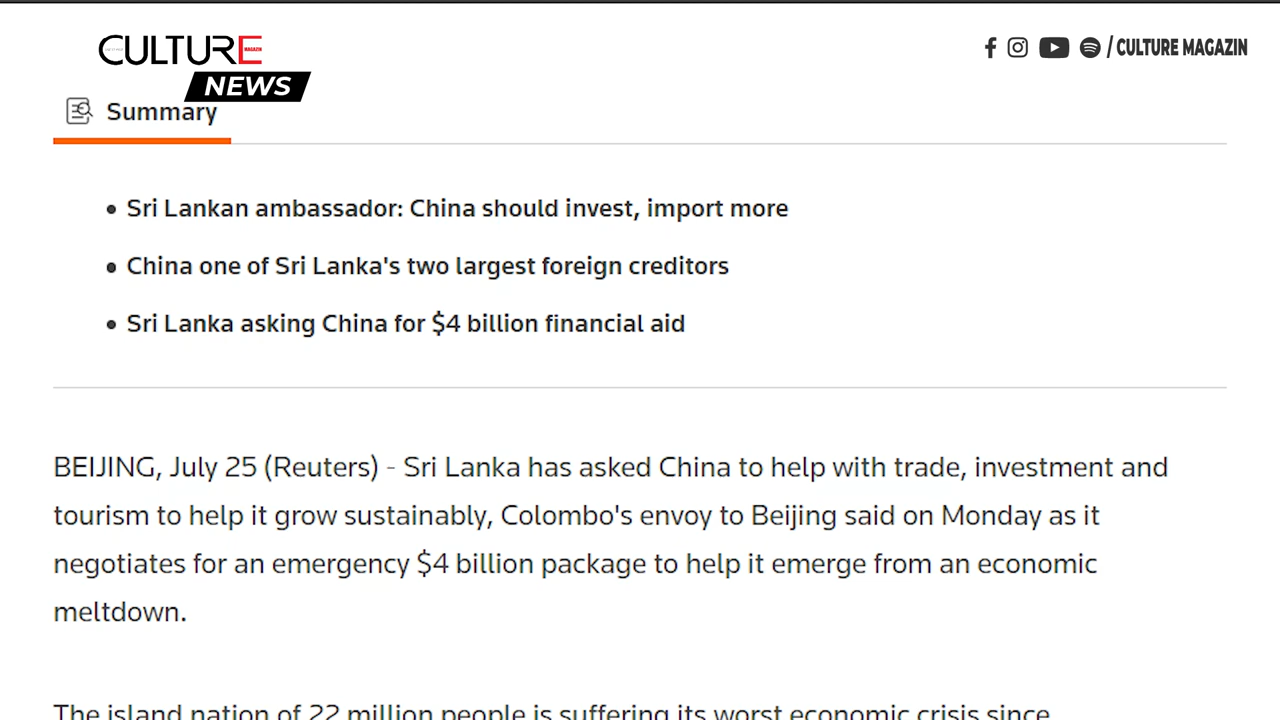 CULTURE MAGAZIN
NEWS
/ CULTURE MAGAZIN
Summary
• Sri Lankan ambassador: China should invest, import more
• China one of Sri Lanka's two largest foreign creditors
• Sri Lanka asking China for $4 billion financial aid
BEIJING, July 25 (Reuters) - Sri Lanka has asked China to help with trade, investment and
tourism to help it grow sustainably, Colombo's envoy to Beijing said on Monday as it
negotiates for an emergency $4 billion package to help it emerge from an economic
meltdown.
The island nation of 22 million people is suffering its worst economic crisis since